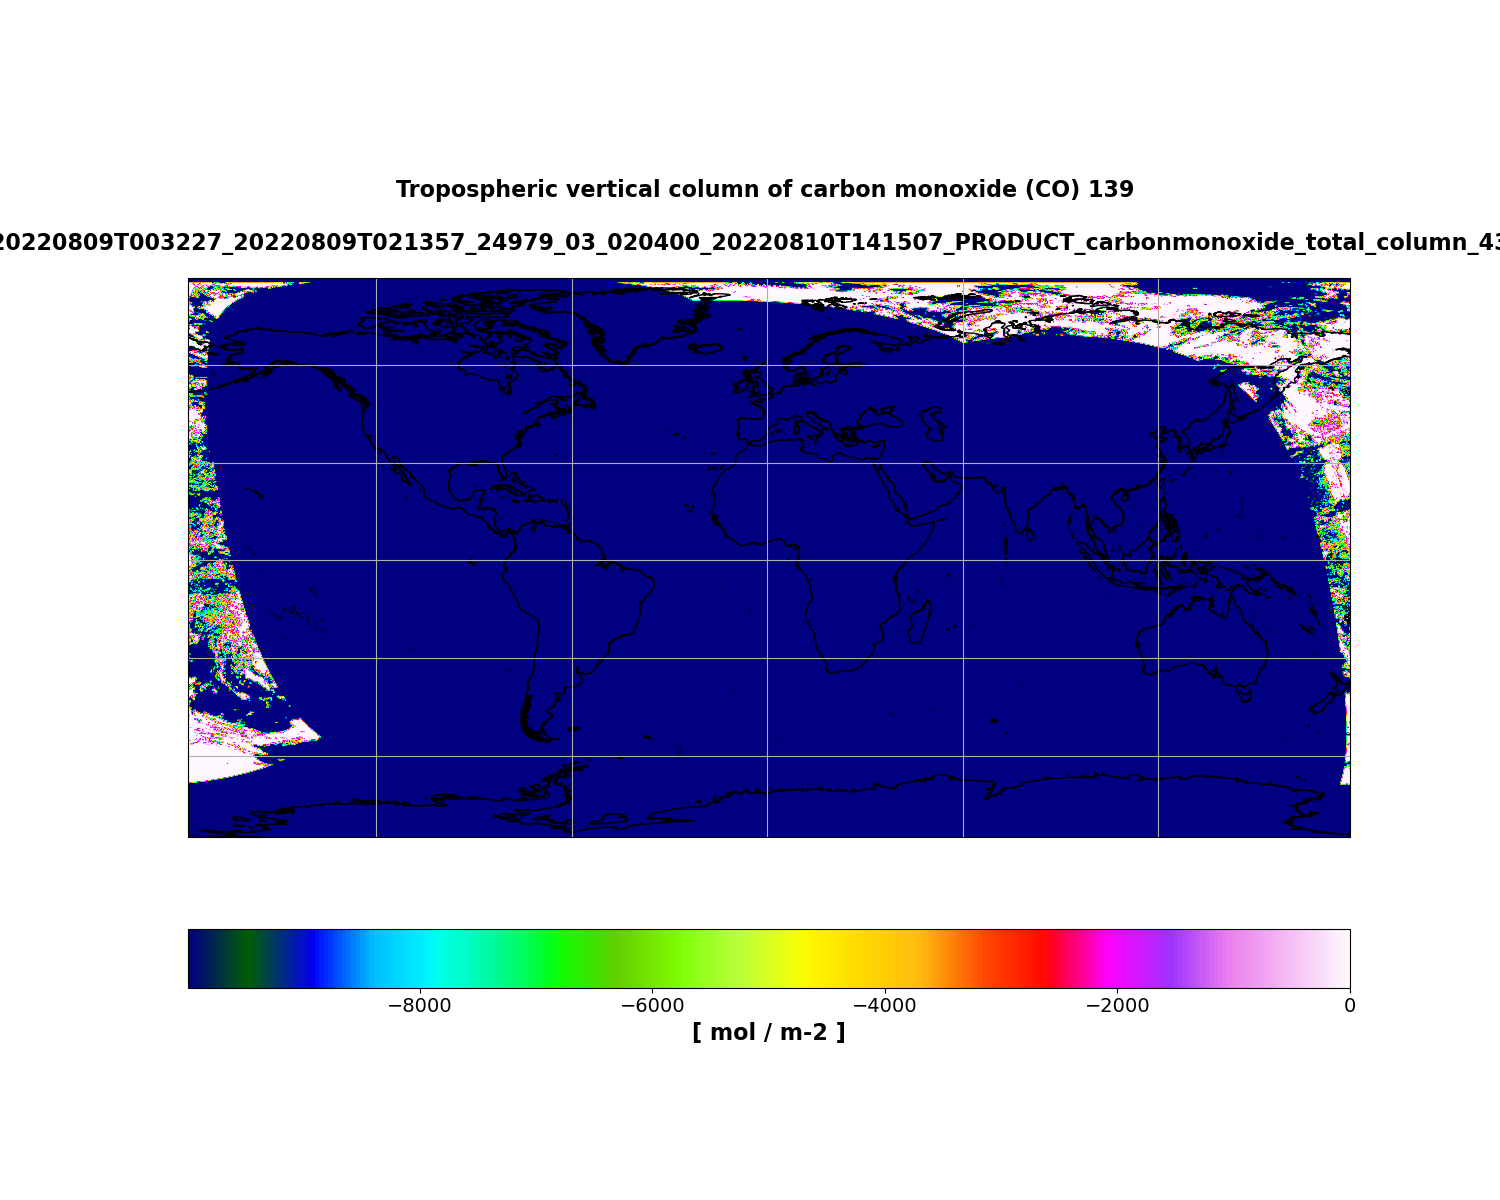 Tropospheric vertical column of carbon monoxide (CO) 139
20220809T003227_20220809T021357_24979_03_020400_20220810T141507_PRODUCT_carbonmonoxide_total_column_43
−8000 −6000 −4000 −2000 0
[ mol / m-2 ]